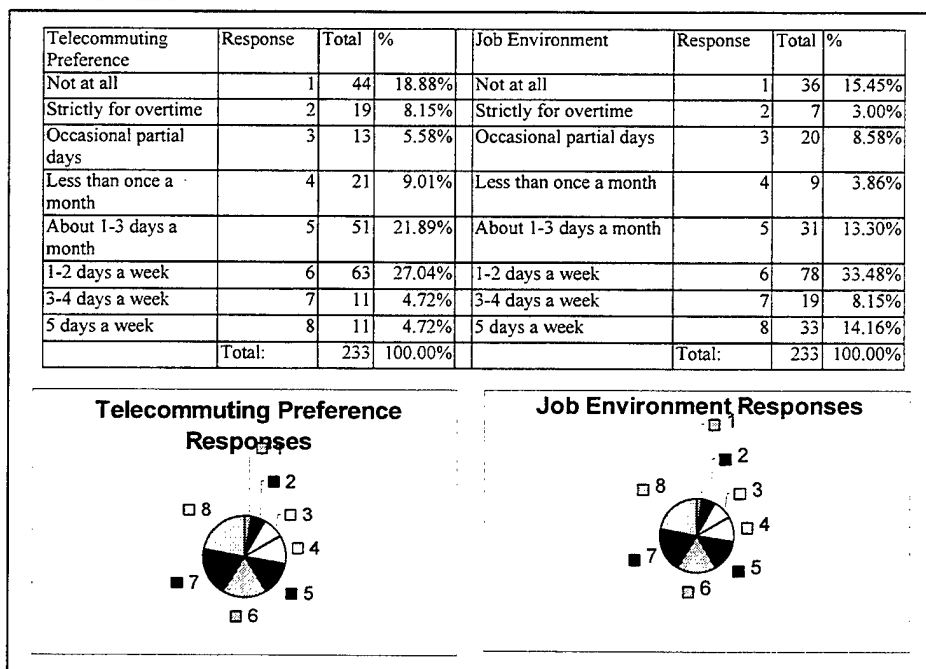 Telecommuting Preference Response Total % Job Environment Response Total %
Not at all 1 44 18.88% Not at all 1 36 15.45%
Strictly for overtime 2 19 8.15% Strictly for overtime 2 7 3.00%
Occasional partial days 3 13 5.58% Occasional partial days 3 20 8.58%
Less than once a month 4 21 9.01% Less than once a month 4 9 3.86%
About 1-3 days a month 5 51 21.89% About 1-3 days a month 5 31 13.30%
1-2 days a week 6 63 27.04% 1-2 days a week 6 78 33.48%
3-4 days a week 7 11 4.72% 3-4 days a week 7 19 8.15%
5 days a week 8 11 4.72% 5 days a week 8 33 14.16%
Total: 233 100.00% Total: 233 100.00%
Telecommuting Preference
Responses
1
2
3
4
5
6
7
8
Job Environment Responses
1
2
3
4
5
6
7
8